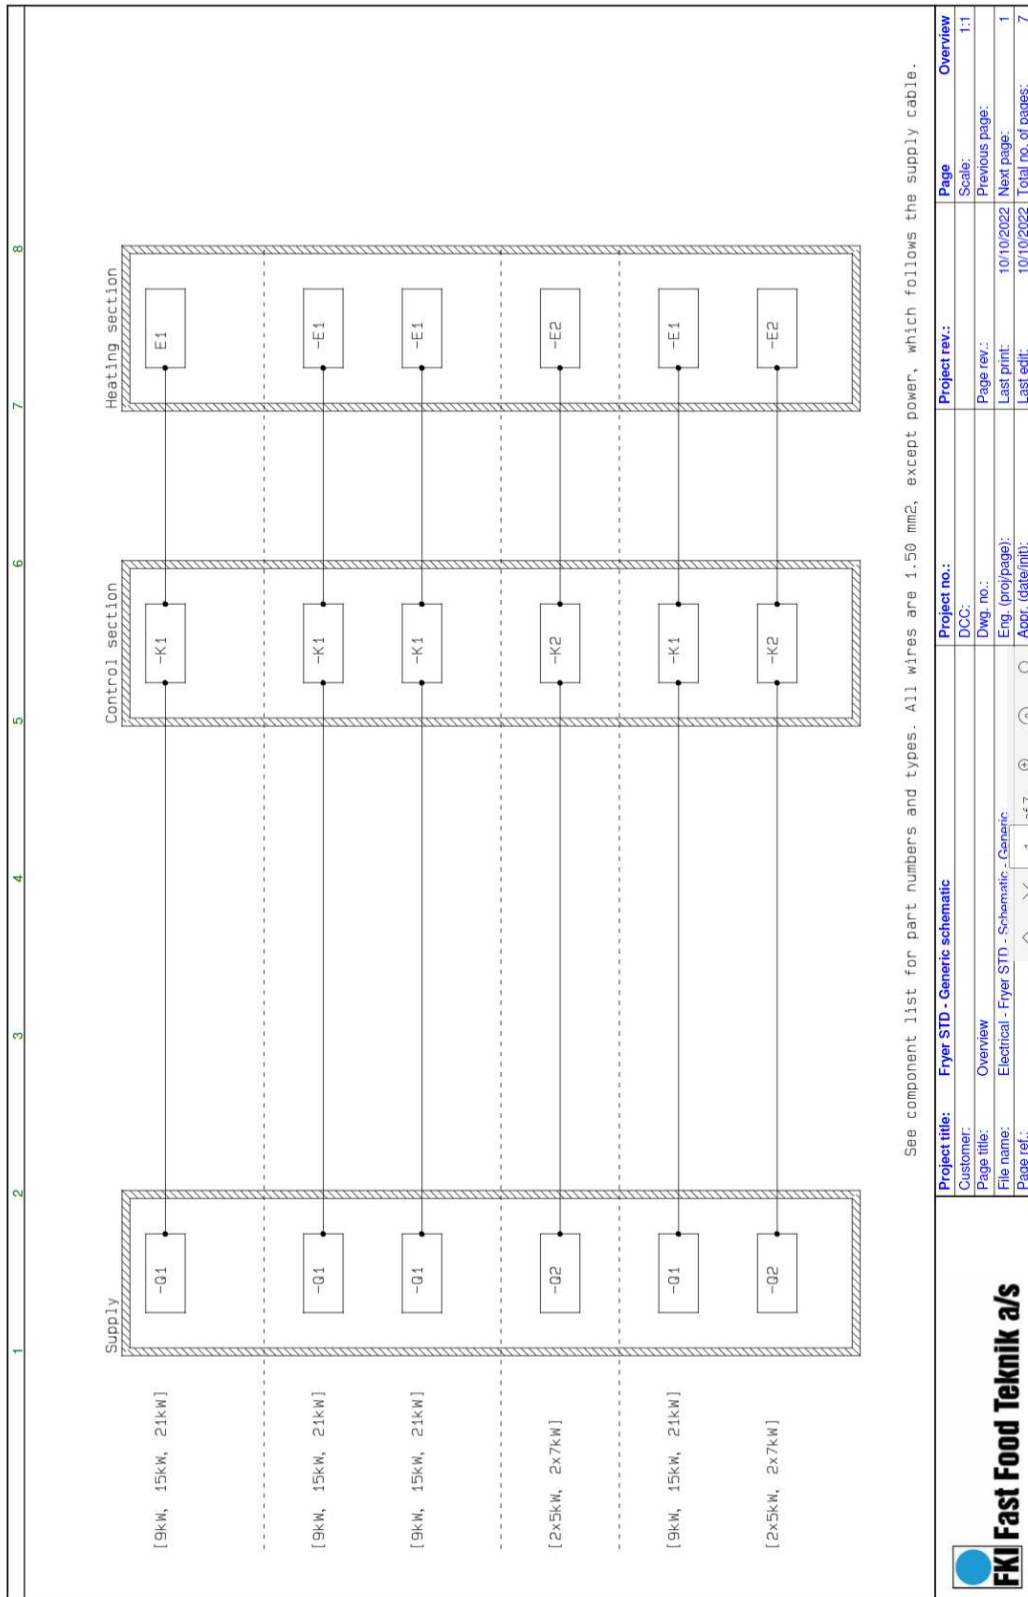 1 2 3 4 5 6 7 8
Supply Control section Heating section
[9kW, 15kW, 21kW] -Q1 -K1 E1
[9kW, 15kW, 21kW] -Q1 -K1 -E1
[9kW, 15kW, 21kW] -Q1 -K1 -E1
[2x5kW, 2x7kW] -Q2 -K2 -E2
[9kW, 15kW, 21kW] -Q1 -K1 -E1
[2x5kW, 2x7kW] -Q2 -K2 -E2
See component list for part numbers and types. All wires are 1.50 mm2, except power, which follows the supply cable.
FKI Fast Food Teknik a/s
Project title: Fryer STD - Generic schematic Project no.: Project rev.: Page Overview
Customer: DCC: Scale: 1:1
Page title: Overview Dwg. no.: Page rev.: Previous page:
File name: Electrical - Fryer STD - Schematic - Generic Eng. (proj/page): Last print: 10/10/2022 Next page: 1
Page ref.: Appr. (date/init): Last edit: 10/10/2022 Total no. of pages: 7
1 of 7